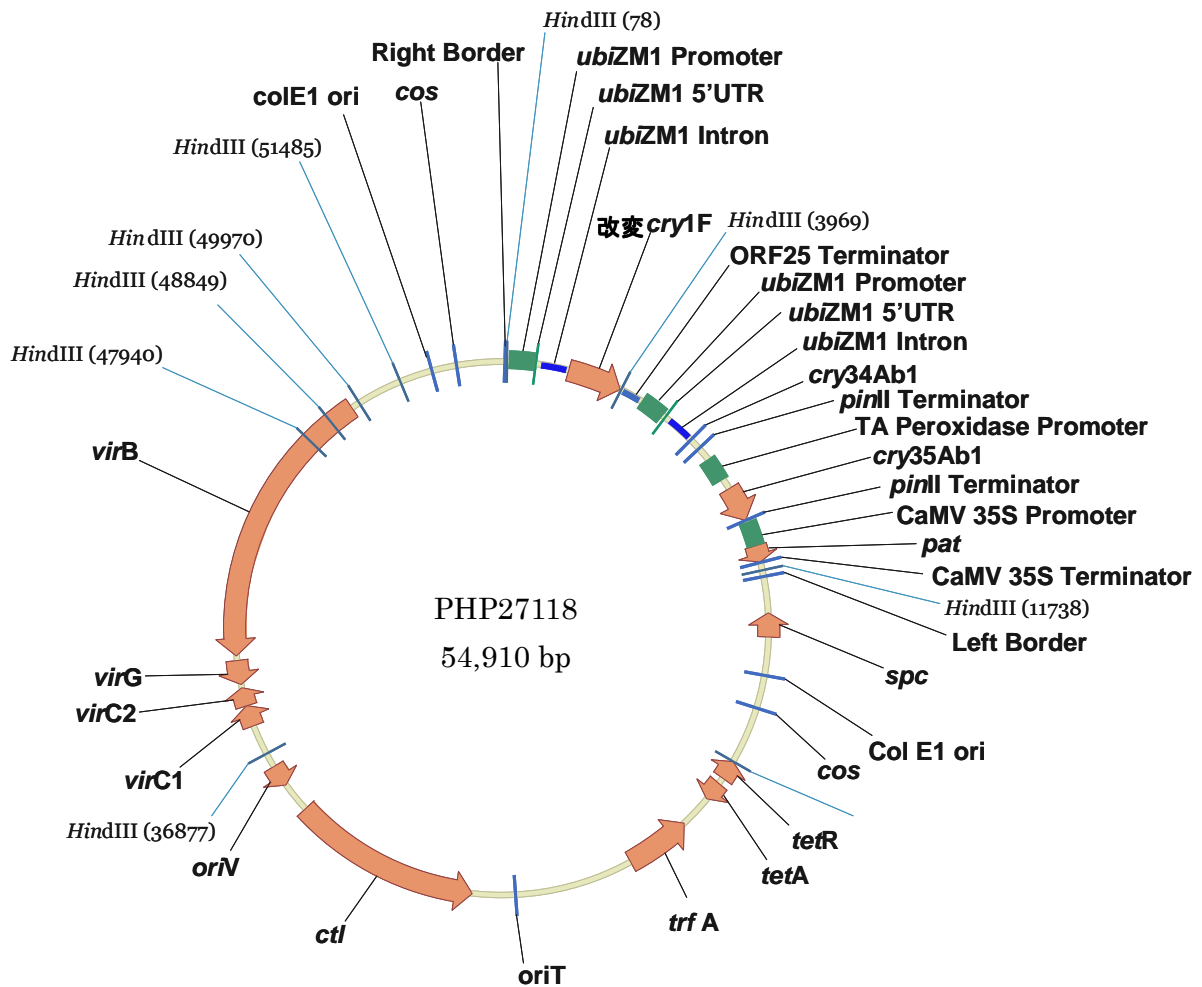 HindIII (78)
Right Border
ubiZM1 Promoter
colE1 ori
cos
ubiZM1 5'UTR
HindIII (51485)
ubiZM1 Intron
改変cry1F
HindIII (3969)
HindIII (49970)
ORF25 Terminator
HindIII (48849)
ubiZM1 Promoter
ubiZM1 5'UTR
HindIII (47940)
ubiZM1 Intron
cry34Ab1
pinII Terminator
TA Peroxidase Promoter
virB
cry35Ab1
pinII Terminator
CaMV 35S Promoter
pat
CaMV 35S Terminator
PHP27118
HindIII (11738)
54,910 bp
Left Border
virG
spc
virC2
Col E1 ori
virC1
cos
HindIII (36877)
tetR
oriV
tetA
trf A
ctl
oriT